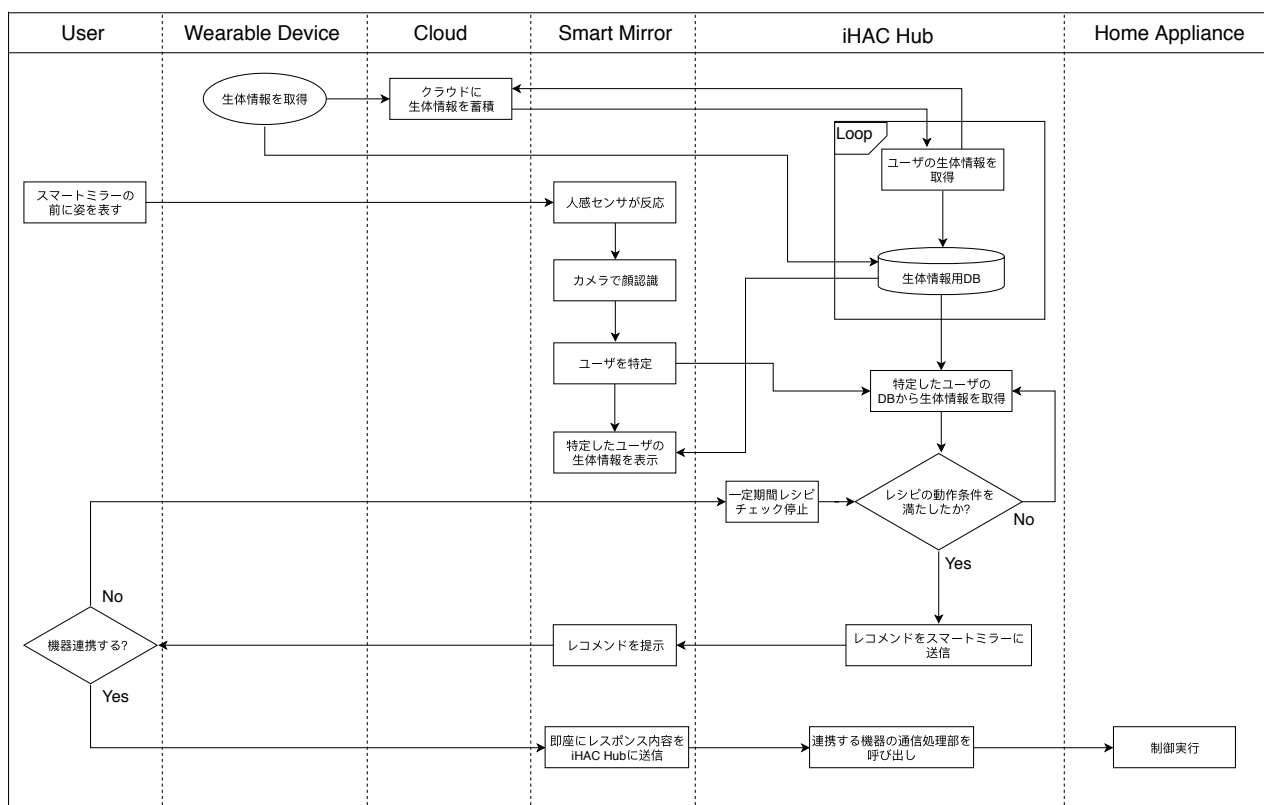 User
Wearable Device
Cloud
Smart Mirror
iHAC Hub
Home Appliance
生体情報を取得
クラウドに
生体情報を蓄積
Loop
ユーザの生体情報を
取得
スマートミラーの
前に姿を表す
人感センサが反応
カメラで顔認識
生体情報用DB
ユーザを特定
特定したユーザの
DBから生体情報を取得
特定したユーザの
生体情報を表示
一定期間レシピ
チェック停止
レシピの動作条件を
満たしたか?
No
Yes
No
機器連携する?
レコメンドを提示
レコメンドをスマートミラーに
送信
Yes
即座にレスポンス内容を
iHAC Hubに送信
連携する機器の通信処理部を
呼び出し
制御実行